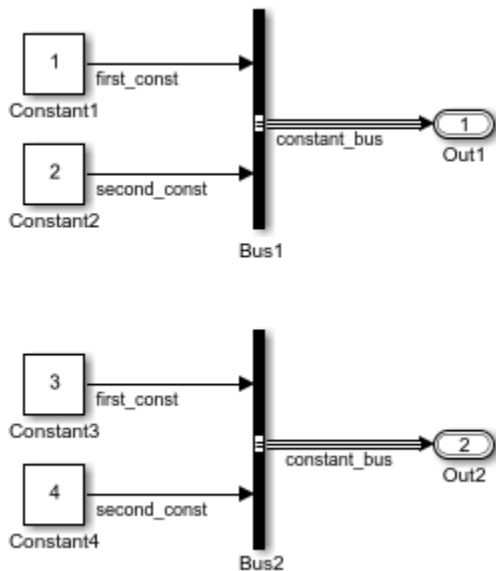 1
first_const
Constant1
1
constant_bus
Out1
2
second_const
Constant2
Bus1
3
first_const
Constant3
2
constant_bus
Out2
4
second_const
Constant4
Bus2